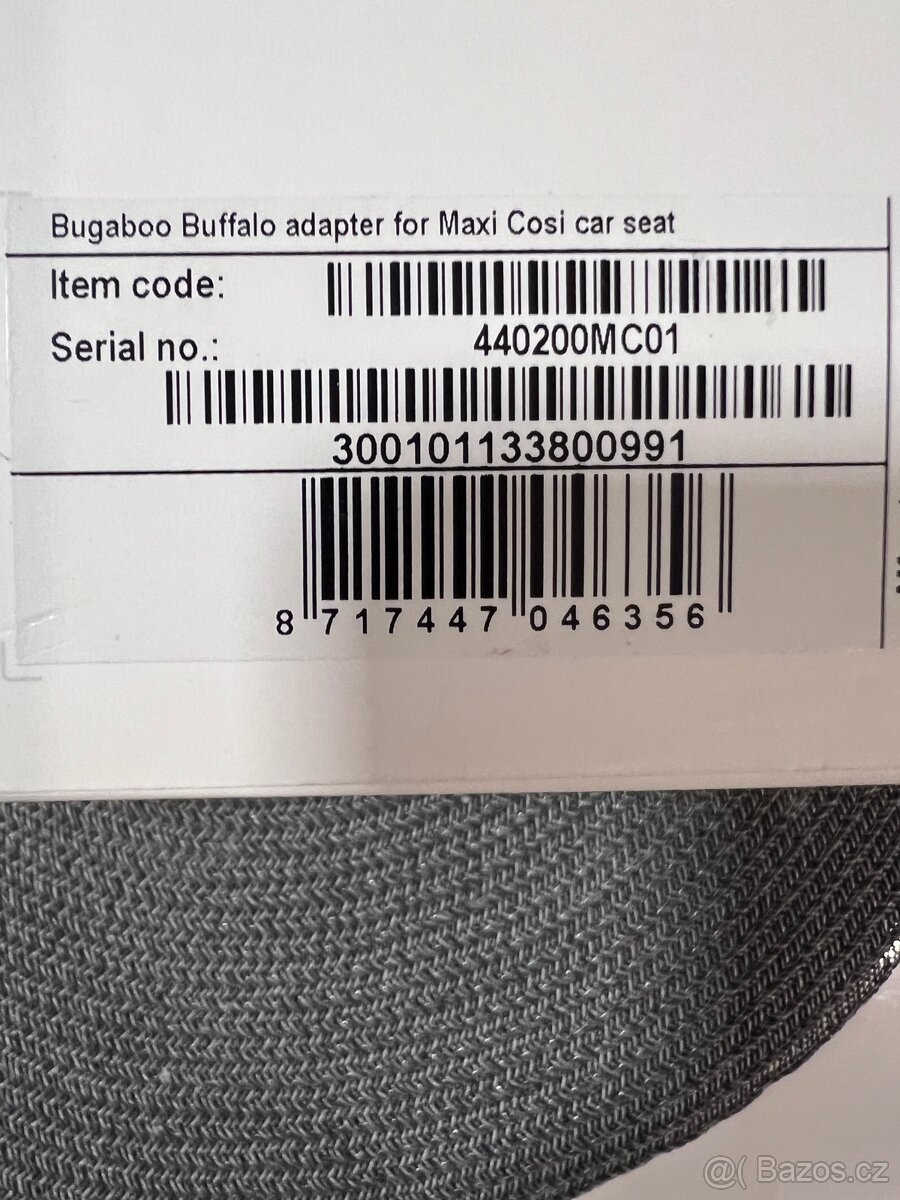 Bugaboo Buffalo adapter for Maxi Cosi car seat
Item code:
440200MC01
Serial no.:
300101133800991
8 717447 046356
@( Bazos.cz